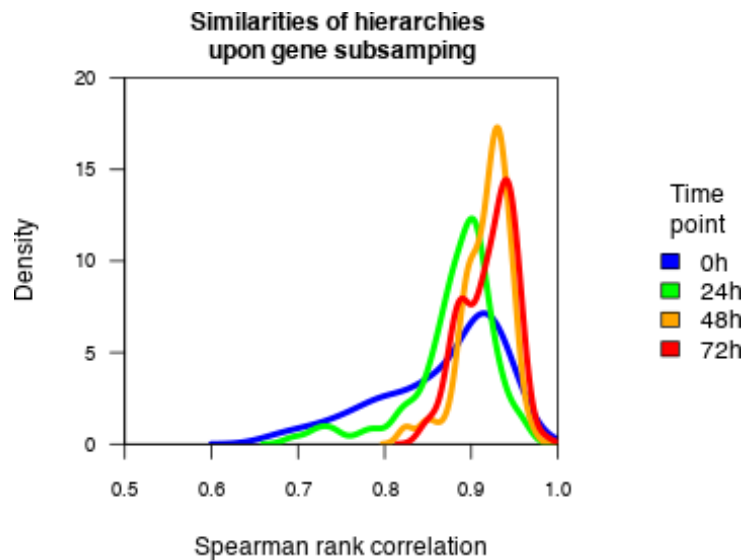 Similarities of hierarchies
upon gene subsamping
20
15
10
5
0
Density
0.5 0.6 0.7 0.8 0.9 1.0
Spearman rank correlation
Time
point
0h
24h
48h
72h